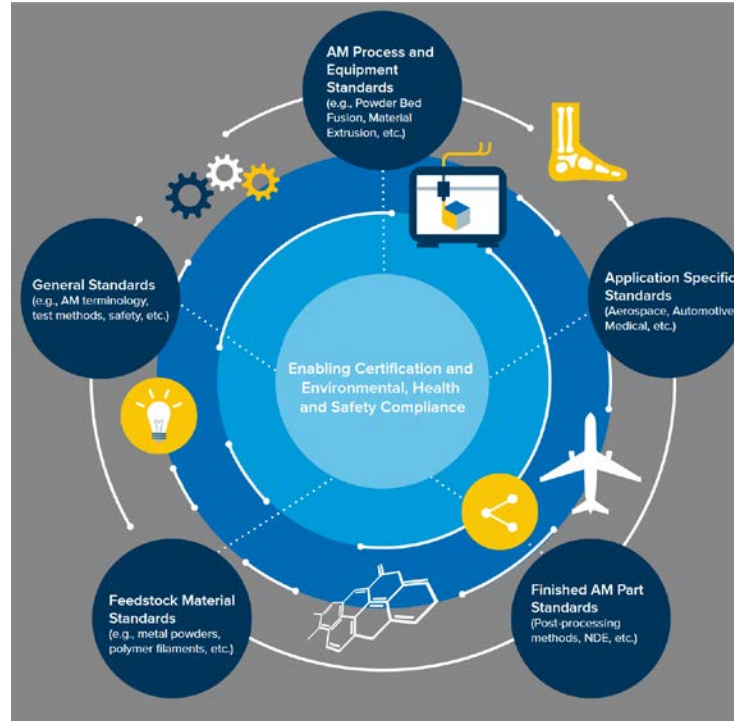 AM Process and
Equipment
Standards
(e.g., Powder Bed
Fusion, Material
Extrusion, etc.)
General Standards
(e.g., AM terminology,
test methods, safety, etc.)
Application Specific
Standards
(Aerospace, Automotive
Medical, etc.)
Enabling Certification and
Environmental, Health
and Safety Compliance
Feedstock Material
Standards
(e.g., metal powders,
polymer filaments, etc.)
Finished AM Part
Standards
(Post-processing
methods, NDE, etc.)